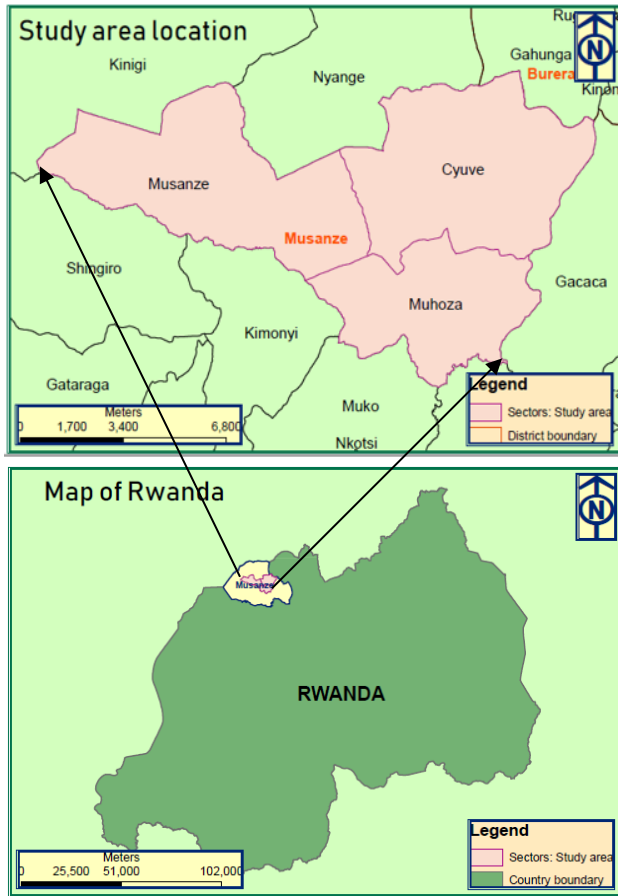 Study area location
N
Kinigi
Nyange
Gahunga
Burera
Musanze
Cyuve
Musanze
Shingiro
Muhoza
Gacaca
Kimonyi
Gataraga
Muko
Nkotsi
Meters
0 1,700 3,400 6,800
Legend
Sectors: Study area
District boundary
Map of Rwanda
N
Musanze
RWANDA
Meters
0 25,500 51,000 102,000
Legend
Sectors: Study area
Country boundary